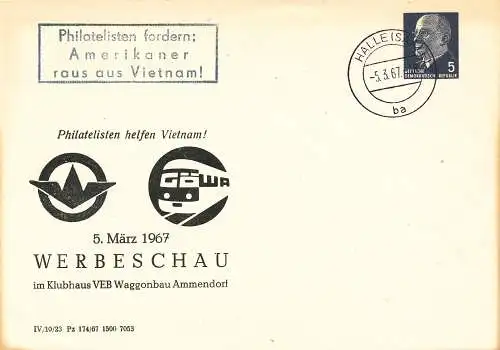 Philatelisten fordern:
Amerikaner
raus aus Vietnam!
HALLE (S
-5.3.67.
ba
DEUTSCHE
DEMOKRATISCHE REPUBLIK
5
Philatelisten helfen Vietnam!
GÖWA
5. März 1967
WERBESCHAU
im Klubhaus VEB Waggonbau Ammendorf
IV/10/23 Pz 174/67 1500 7053